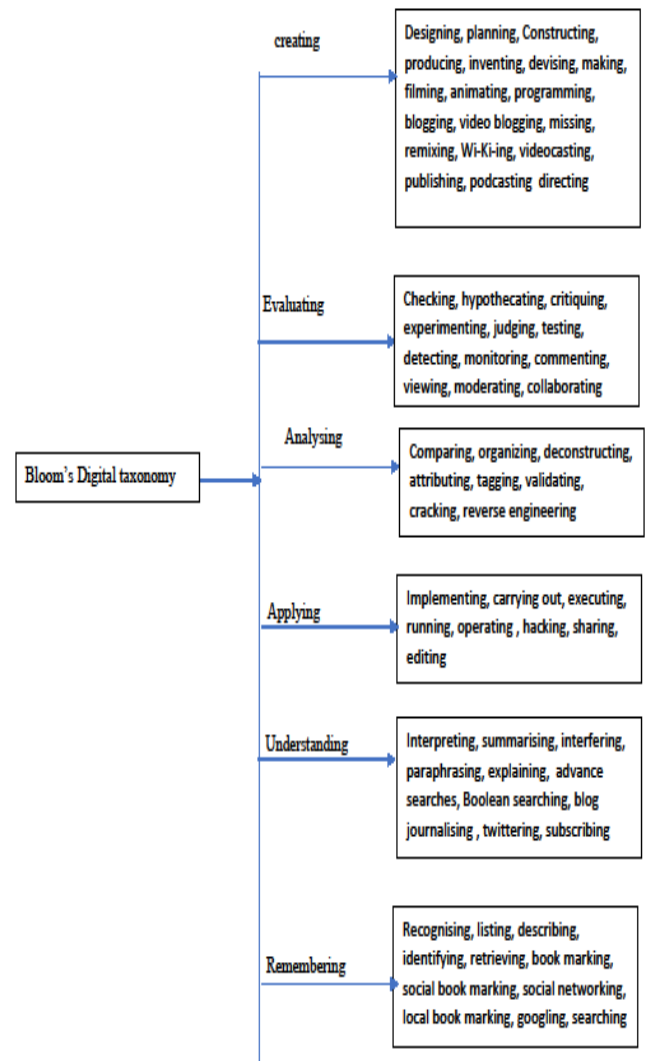 creating
Designing, planning, Constructing,
producing, inventing, devising, making,
filming, animating, programming,
blogging, video blogging, missing,
remixing, Wi-Ki-ing, videocasting,
publishing, podcasting directing
Evaluating
Checking, hypothecating, critiquing,
experimenting, judging, testing,
detecting, monitoring, commenting,
viewing, moderating, collaborating
Analysing
Comparing, organizing, deconstructing,
attributing, tagging, validating,
cracking, reverse engineering
Bloom's Digital taxonomy
Applying
Implementing, carrying out, executing,
running, operating , hacking, sharing,
editing
Understanding
Interpreting, summarising, interfering,
paraphrasing, explaining, advance
searches, Boolean searching, blog
journalising , twittering, subscribing
Remembering
Recognising, listing, describing,
identifying, retrieving, book marking,
social book marking, social networking,
local book marking, googling, searching